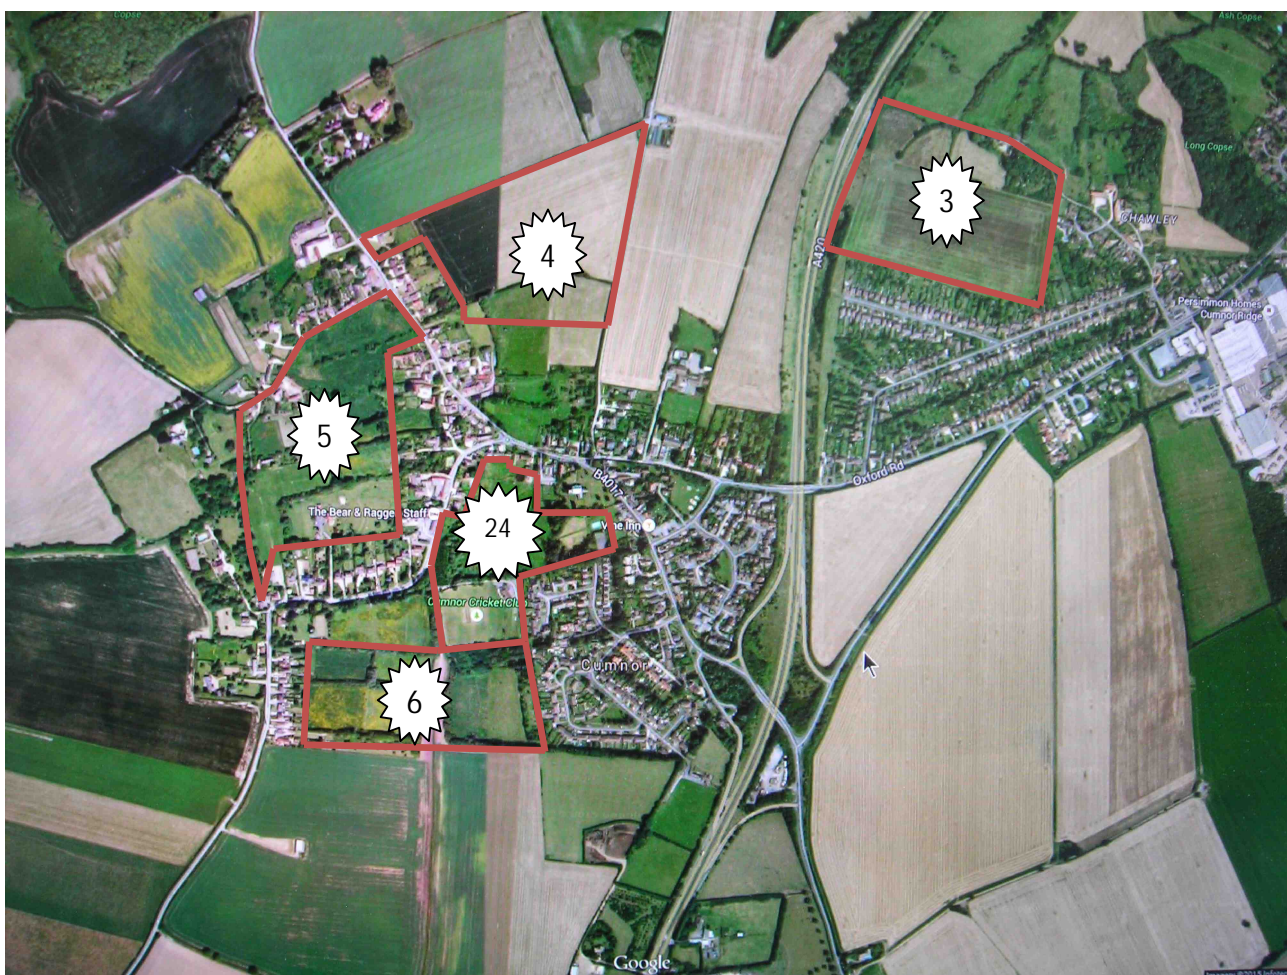 Copse
Ash Copse
Long Copse
3
CHAWLEY
4
A420
Persimmon Homes
Cumnor Ridge
5
Oxford Rd
B4017
The Bear & Ragged Staff
24
Vine Inn
Cumnor Cricket Club
Cumnor
6
Google